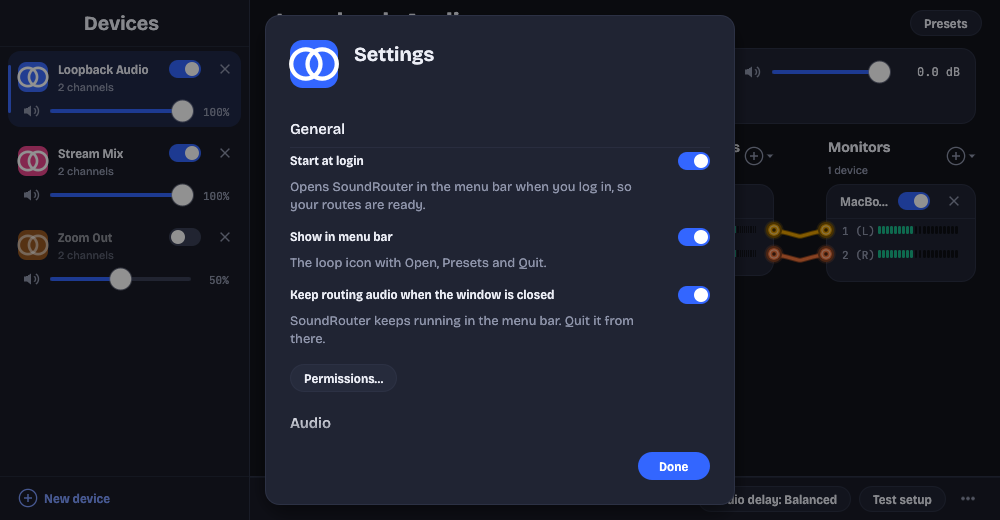 Devices
Presets
Loopback Audio
2 channels
100%
Stream Mix
2 channels
100%
Zoom Out
2 channels
50%
New device
Settings
General
Start at login
Opens SoundRouter in the menu bar when you log in, so
your routes are ready.
Show in menu bar
The loop icon with Open, Presets and Quit.
Keep routing audio when the window is closed
SoundRouter keeps running in the menu bar. Quit it from
there.
Permissions...
Audio
Done
0.0 dB
Monitors
1 device
MacBo...
1 (L)
2 (R)
delay: Balanced
Test setup